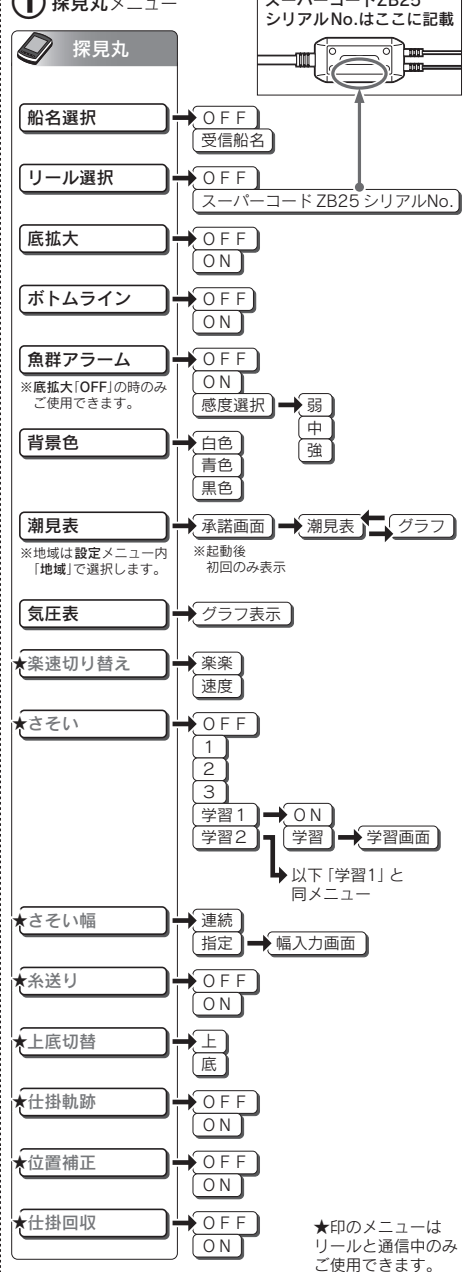 ① 探見丸メニュー
スーパーコードZB25
シリアルNo.はここに記載
探見丸
船名選択
ＯＦＦ
受信船名
リール選択
ＯＦＦ
スーパーコード ZB25 シリアルNo.
底拡大
ＯＦＦ
ＯＮ
ボトムライン
ＯＦＦ
ＯＮ
魚群アラーム
※底拡大「OFF」の時のみ
ご使用できます。
ＯＦＦ
ＯＮ
感度選択
弱
中
強
背景色
白色
青色
黒色
潮見表
※地域は設定メニュー内
「地域」で選択します。
承諾画面
※起動後
初回のみ表示
潮見表
グラフ
気圧表
グラフ表示
★楽速切り替え
楽楽
速度
★さそい
ＯＦＦ
１
２
３
学習１
ＯＮ
学習２
学習
学習画面
以下「学習1」と
同メニュー
★さそい幅
連続
指定
幅入力画面
★糸送り
ＯＦＦ
ＯＮ
★上底切替
上
底
★仕掛軌跡
ＯＦＦ
ＯＮ
★位置補正
ＯＦＦ
ＯＮ
★仕掛回収
ＯＦＦ
ＯＮ
★印のメニューは
リールと通信中のみ
ご使用できます。